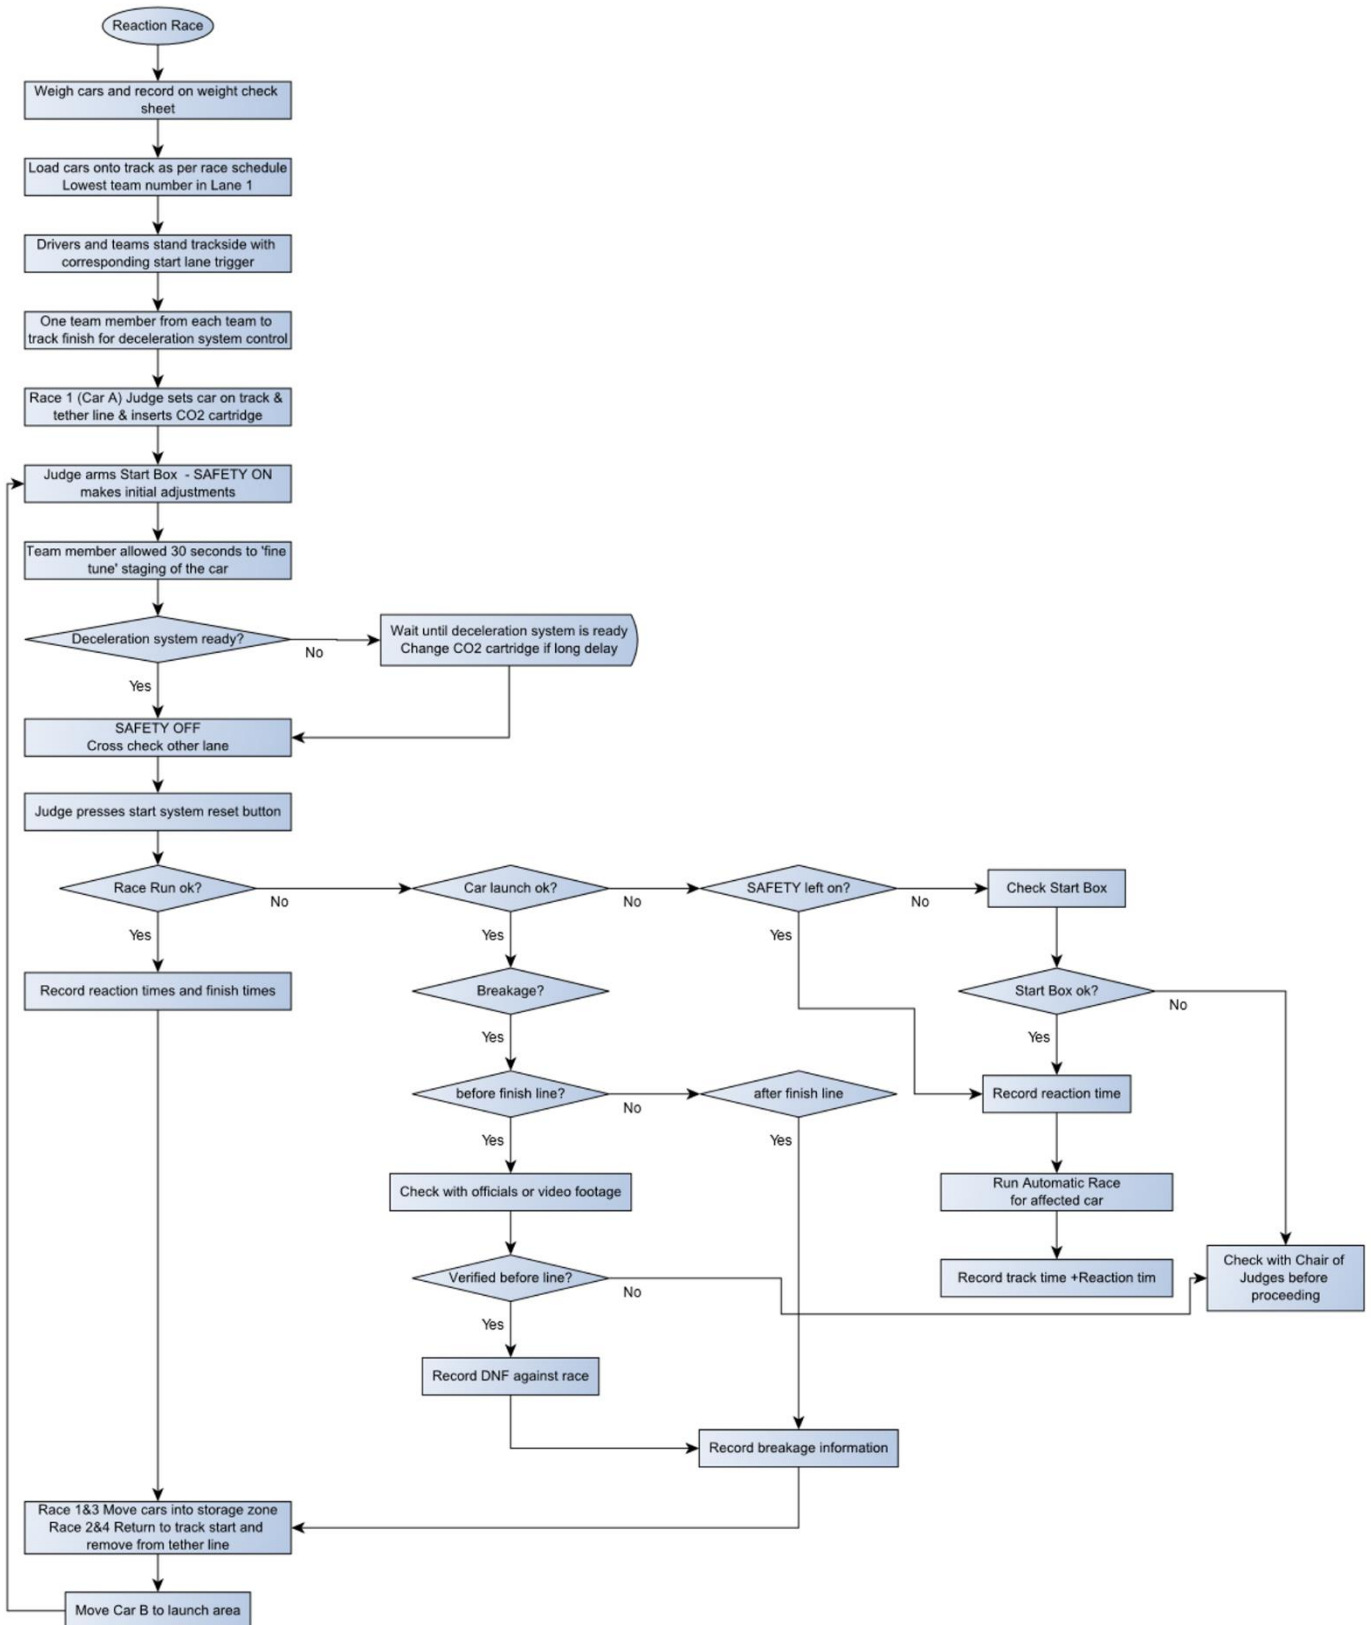 Reaction Race
Weigh cars and record on weight check
sheet
Load cars onto track as per race schedule
Lowest team number in Lane 1
Drivers and teams stand trackside with
corresponding start lane trigger
One team member from each team to
track finish for deceleration system control
Race 1 (Car A) Judge sets car on track &
tether line & inserts CO2 cartridge
Judge arms Start Box  - SAFETY ON
makes initial adjustments
Team member allowed 30 seconds to 'fine
tune' staging of the car
Deceleration system ready?
No
Wait until deceleration system is ready
Change CO2 cartridge if long delay
Yes
SAFETY OFF
Cross check other lane
Judge presses start system reset button
Race Run ok?
No
Car launch ok?
No
SAFETY left on?
No
Check Start Box
Yes
Yes
Yes
Record reaction times and finish times
Breakage?
Start Box ok?
No
Yes
Yes
before finish line?
No
after finish line
Record reaction time
Yes
Yes
Check with officials or video footage
Run Automatic Race
for affected car
Verified before line?
No
Record track time +Reaction tim
Check with Chair of
Judges before
proceeding
Yes
Record DNF against race
Record breakage information
Race 1&3 Move cars into storage zone
Race 2&4 Return to track start and
remove from tether line
Move Car B to launch area